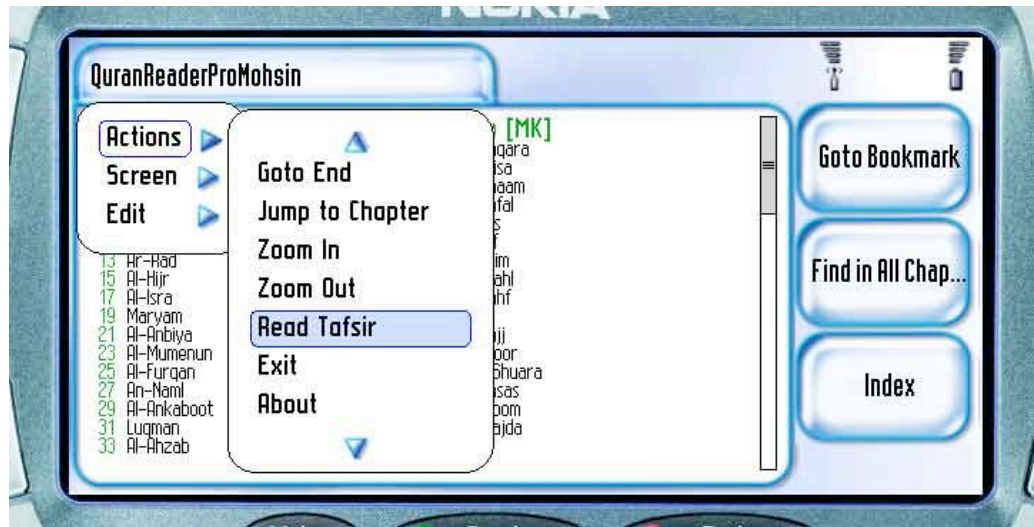 NOKIA
QuranReaderProMohsin
Actions
Screen
Edit
Goto End
Jump to Chapter
Zoom In
Zoom Out
Read Tafsir
Exit
About
[MK]
13 Ar-Rad
15 Al-Hijr
17 Al-Isra
19 Maryam
21 Al-Anbiya
23 Al-Mumenun
25 Al-Furqan
27 An-Naml
29 Al-Ankaboot
31 Luqman
33 Al-Ahzab
Goto Bookmark
Find in All Chap...
Index